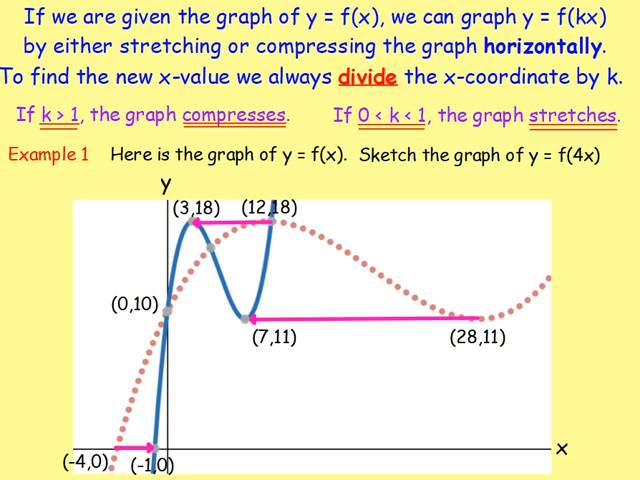 If we are given the graph of y = f(x), we can graph y = f(kx)
by either stretching or compressing the graph horizontally.
To find the new x-value we always divide the x-coordinate by k.
If k > 1, the graph compresses. If 0 < k < 1, the graph stretches.
Example 1 Here is the graph of y = f(x). Sketch the graph of y = f(4x)
y
(3,18) (12,18)
(0,10)
(7,11) (28,11)
x
(-4,0) (-1,0)